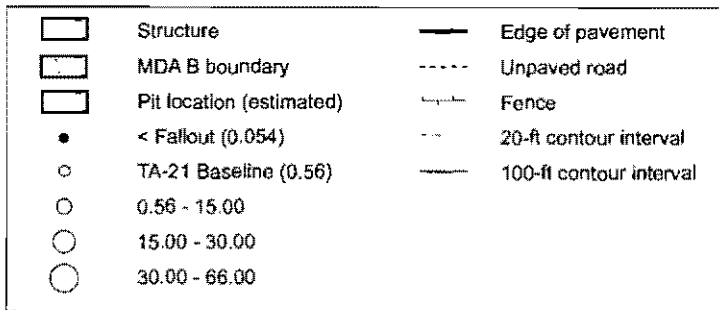 Structure
MDA B boundary
Pit location (estimated)
< Fallout (0.054)
TA-21 Baseline (0.56)
0.56 - 15.00
15.00 - 30.00
30.00 - 66.00
Edge of pavement
Unpaved road
Fence
20-ft contour interval
100-ft contour interval